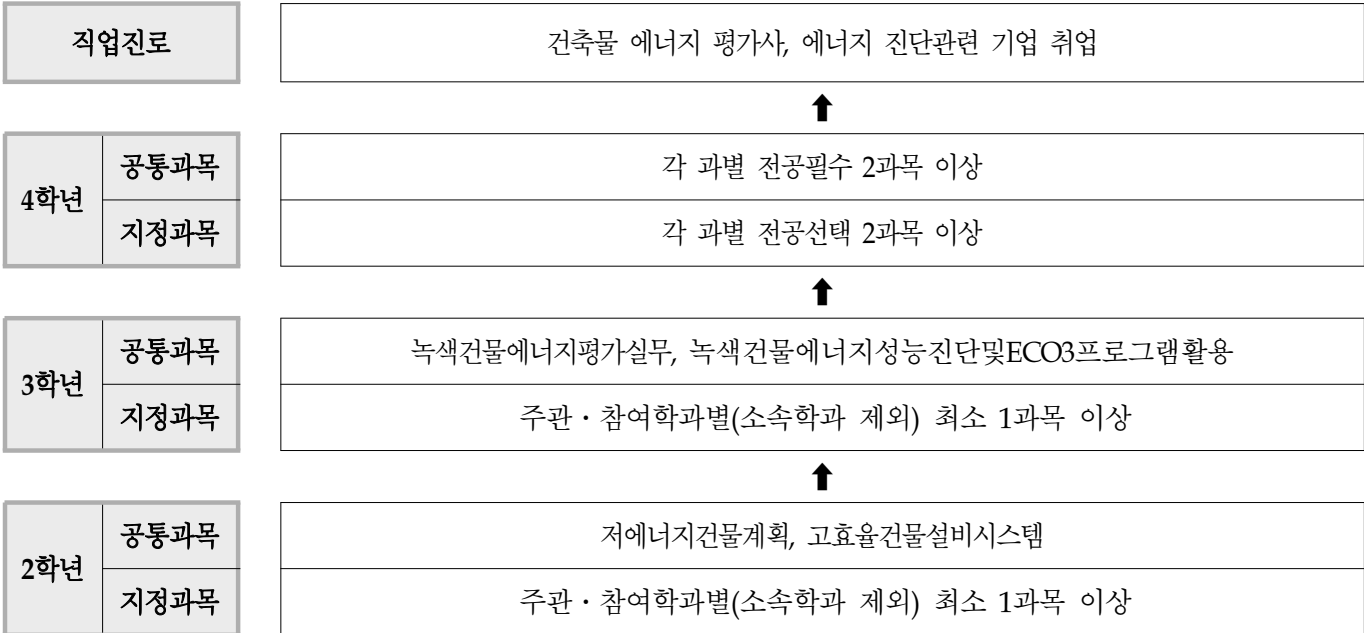 직업진로
건축물 에너지 평가사, 에너지 진단관련 기업 취업
4학년
공통과목
각 과별 전공필수 2과목 이상
지정과목
각 과별 전공선택 2과목 이상
3학년
공통과목
녹색건물에너지평가실무, 녹색건물에너지성능진단및ECO3프로그램활용
지정과목
주관・참여학과별(소속학과 제외) 최소 1과목 이상
2학년
공통과목
저에너지건물계획, 고효율건물설비시스템
지정과목
주관・참여학과별(소속학과 제외) 최소 1과목 이상